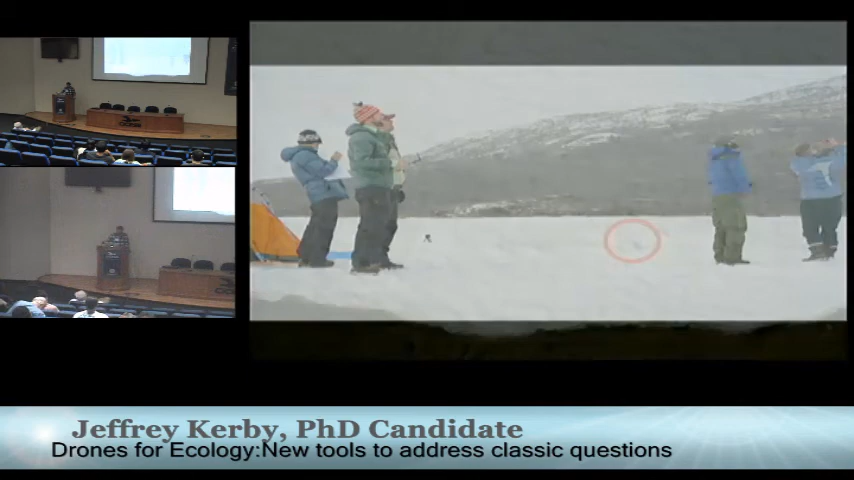 Jeffrey Kerby, PhD Candidate
Drones for Ecology:New tools to address classic questions